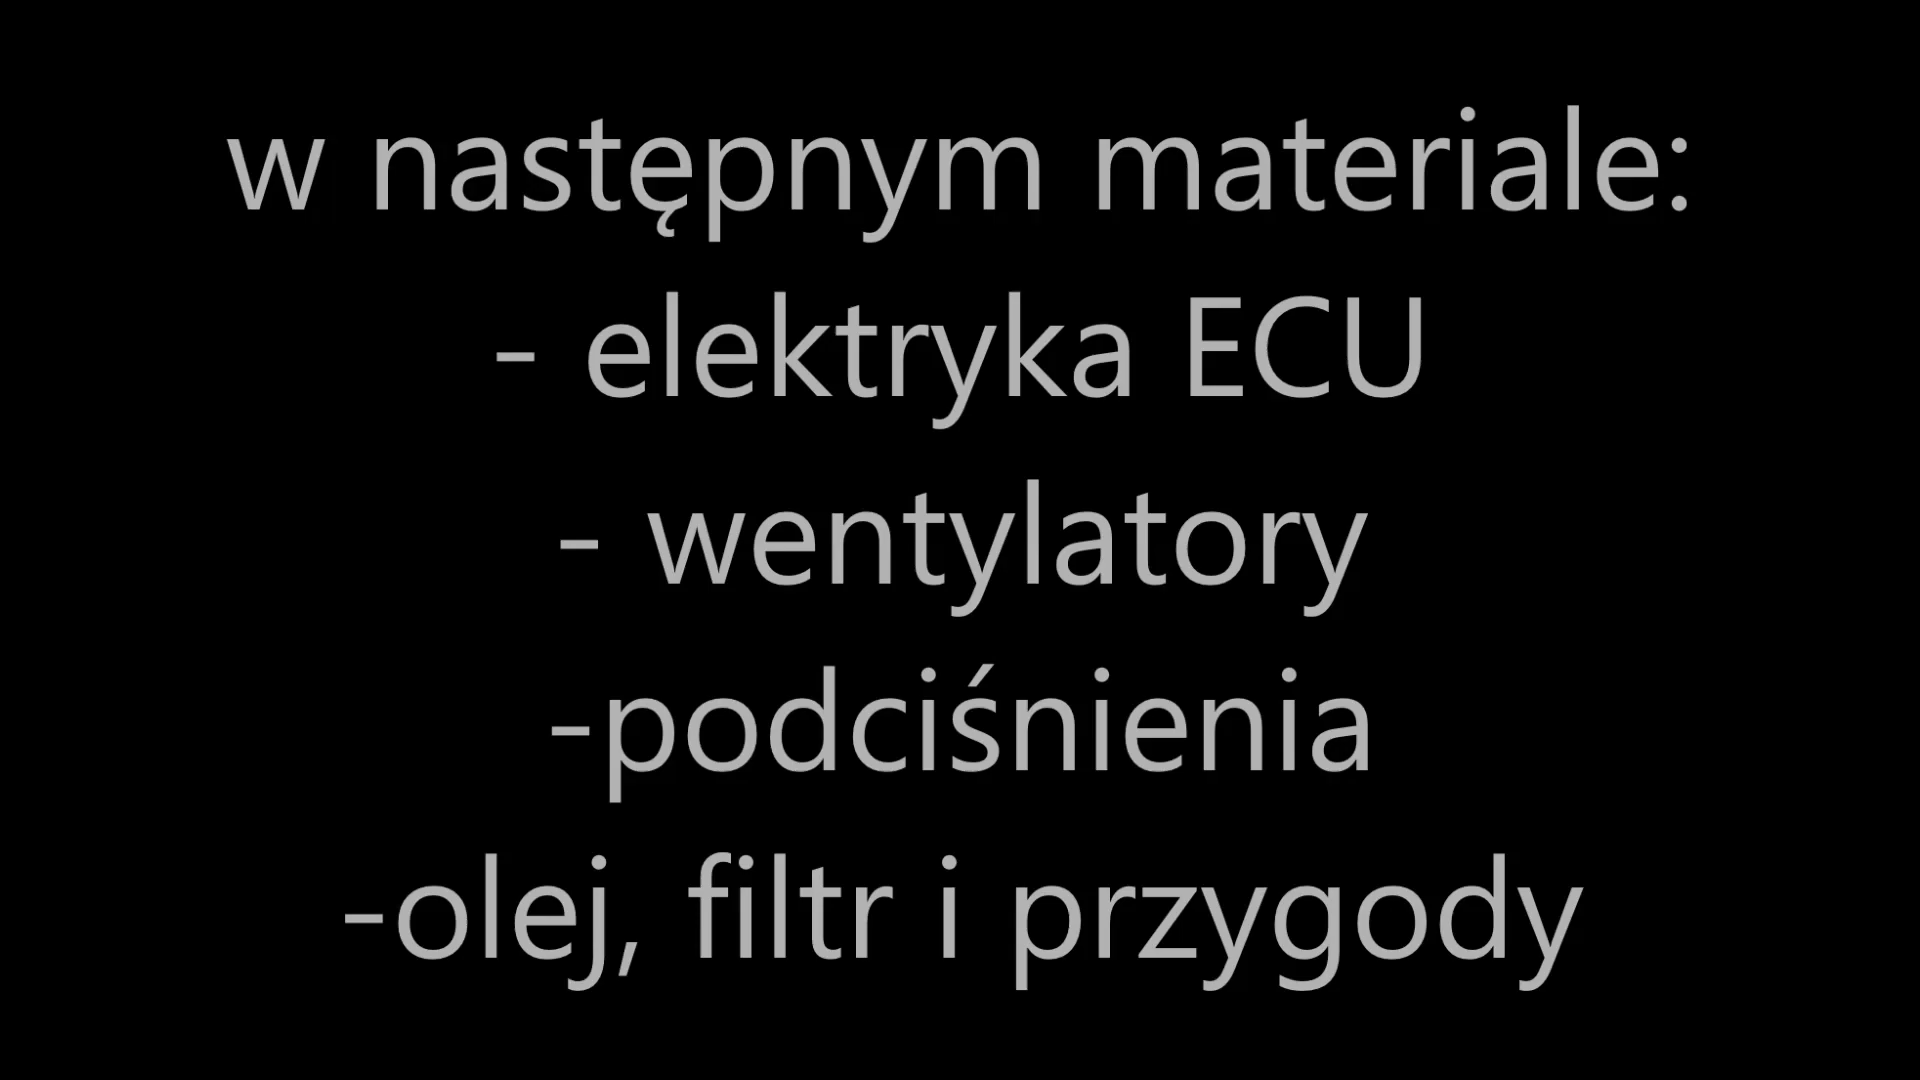 w następnym materiale:
- elektryka ECU
- wentylatory
-podciśnienia
-olej, filtr i przygody